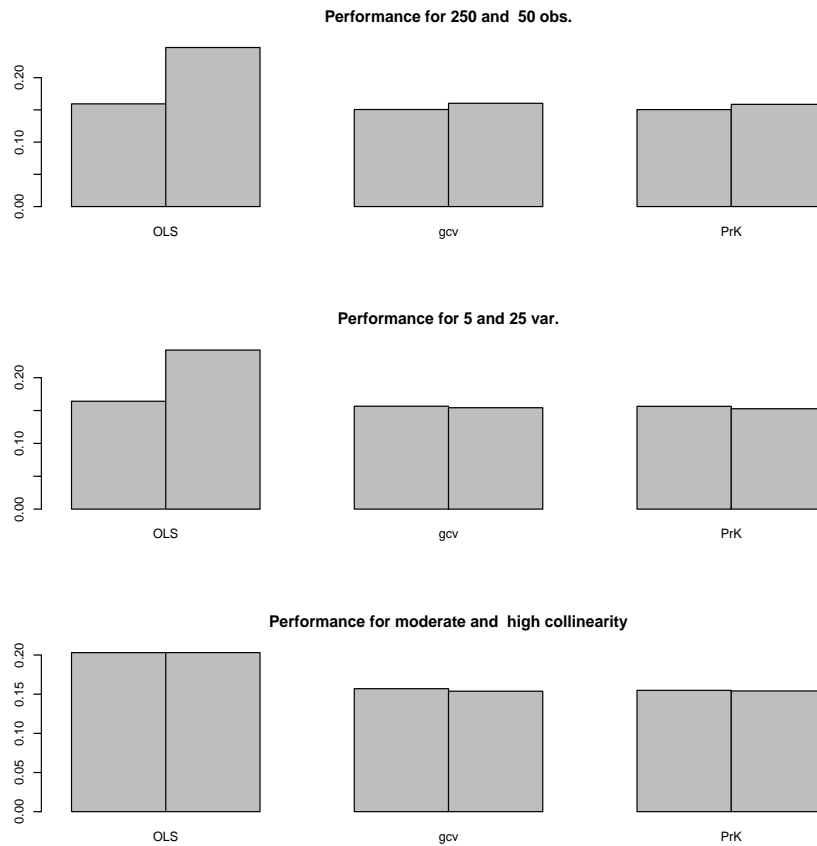 Performance for 250 and  50 obs.
0.20
0.10
0.00
OLS gcv PrK
Performance for 5 and 25 var.
0.20
0.10
0.00
OLS gcv PrK
Performance for moderate and  high collinearity
0.20
0.15
0.10
0.05
0.00
OLS gcv PrK